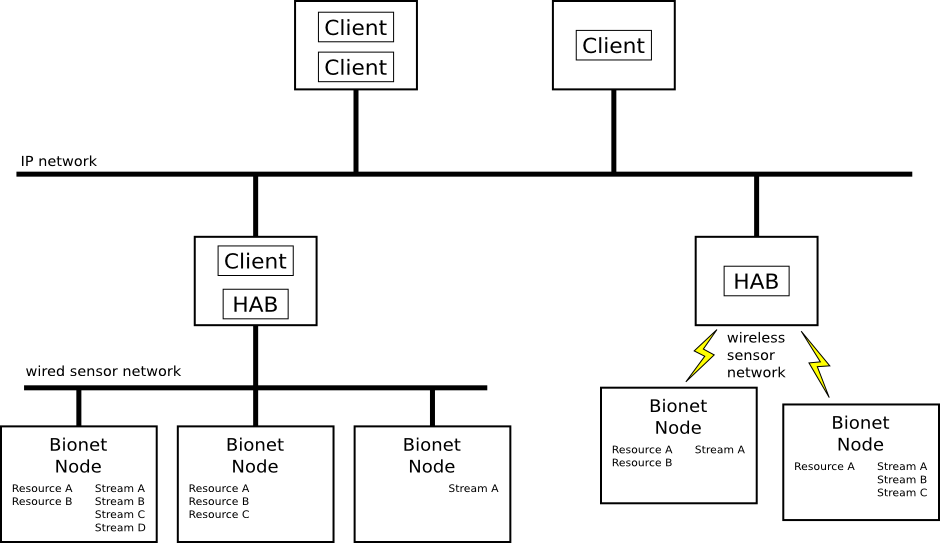 Client
Client
Client
IP network
Client
HAB
HAB
wireless
sensor
network
wired sensor network
Bionet
Node
Resource A Stream A
Resource B Stream B
Stream C
Stream D
Bionet
Node
Resource A
Resource B
Resource C
Bionet
Node
Stream A
Bionet
Node
Resource A Stream A
Resource B
Bionet
Node
Resource A Stream A
Stream B
Stream C